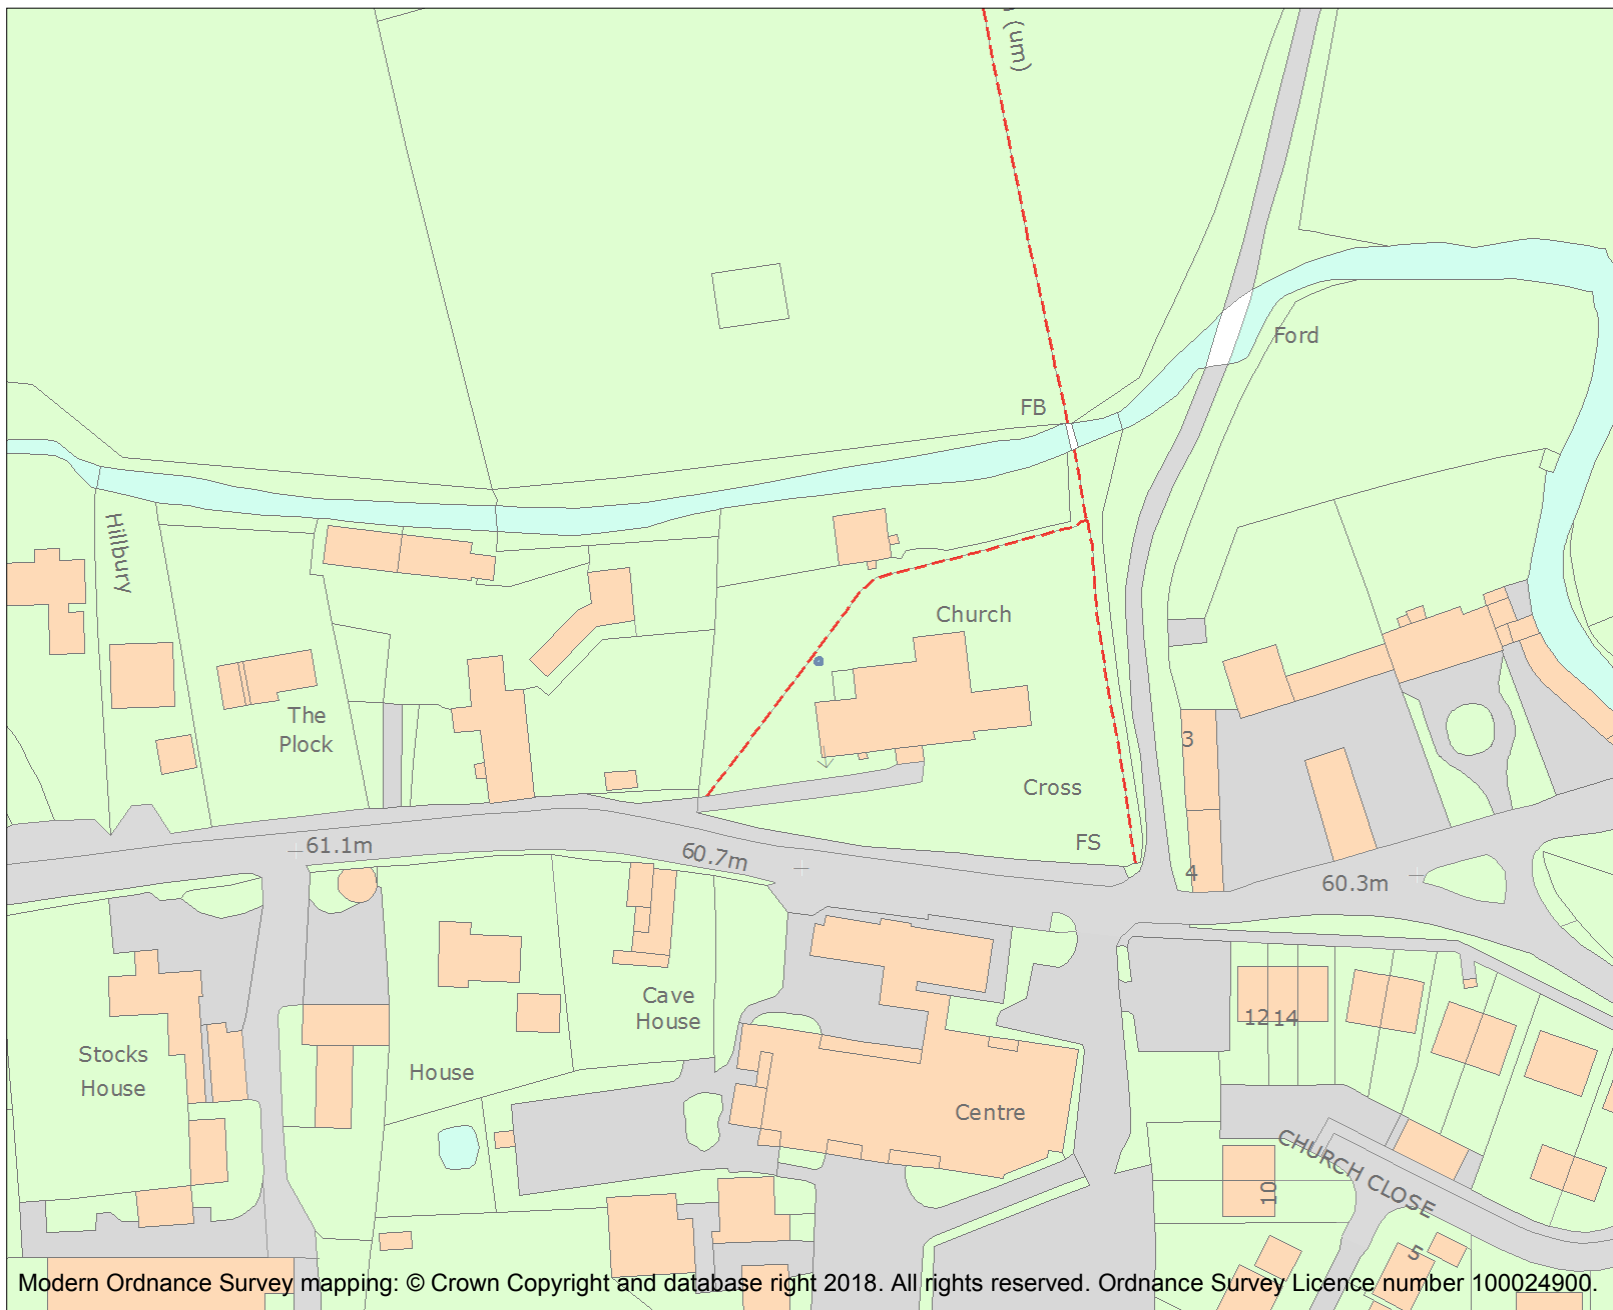 (um)
Ford
FB
Hillbury
Church
The
Plock
3
Cross
FS
61.1m
60.7m
4
60.3m
Cave
House
12 14
Stocks
House
House
Centre
CHURCH CLOSE
10
5
Modern Ordnance Survey mapping: © Crown Copyright and database right 2018. All rights reserved. Ordnance Survey Licence number 100024900.